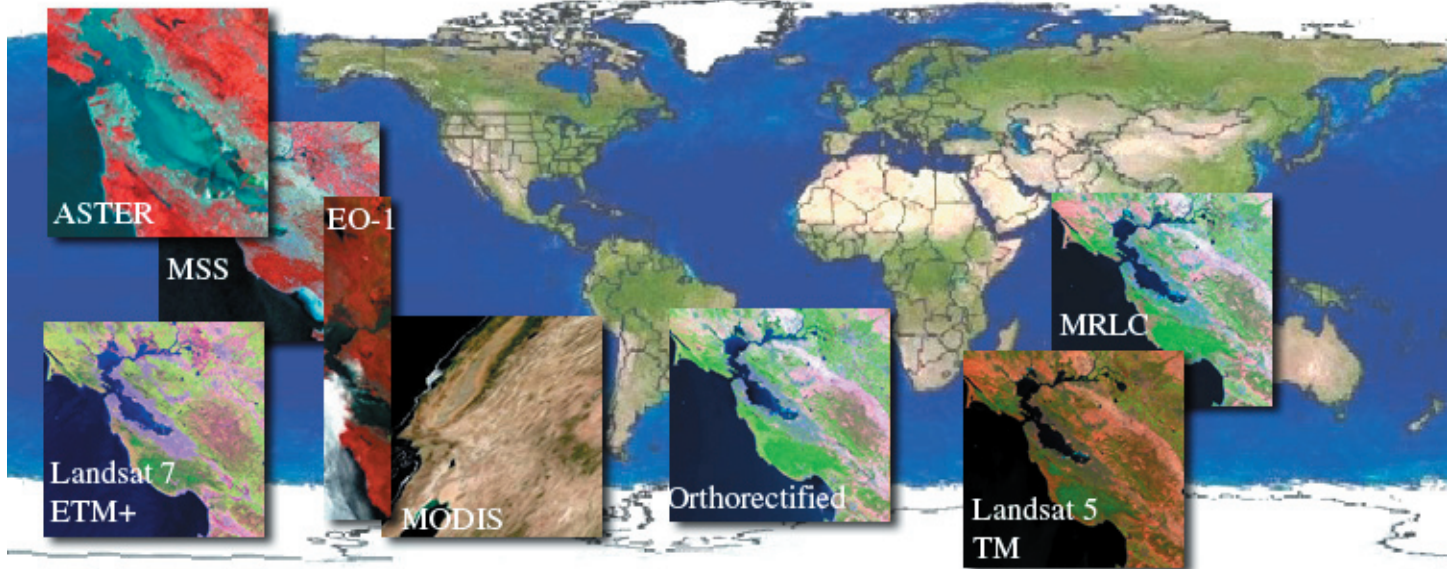 ASTER
MSS
EO-1
Landsat 7
ETM+
MODIS
Orthorectified
MRLC
Landsat 5
TM